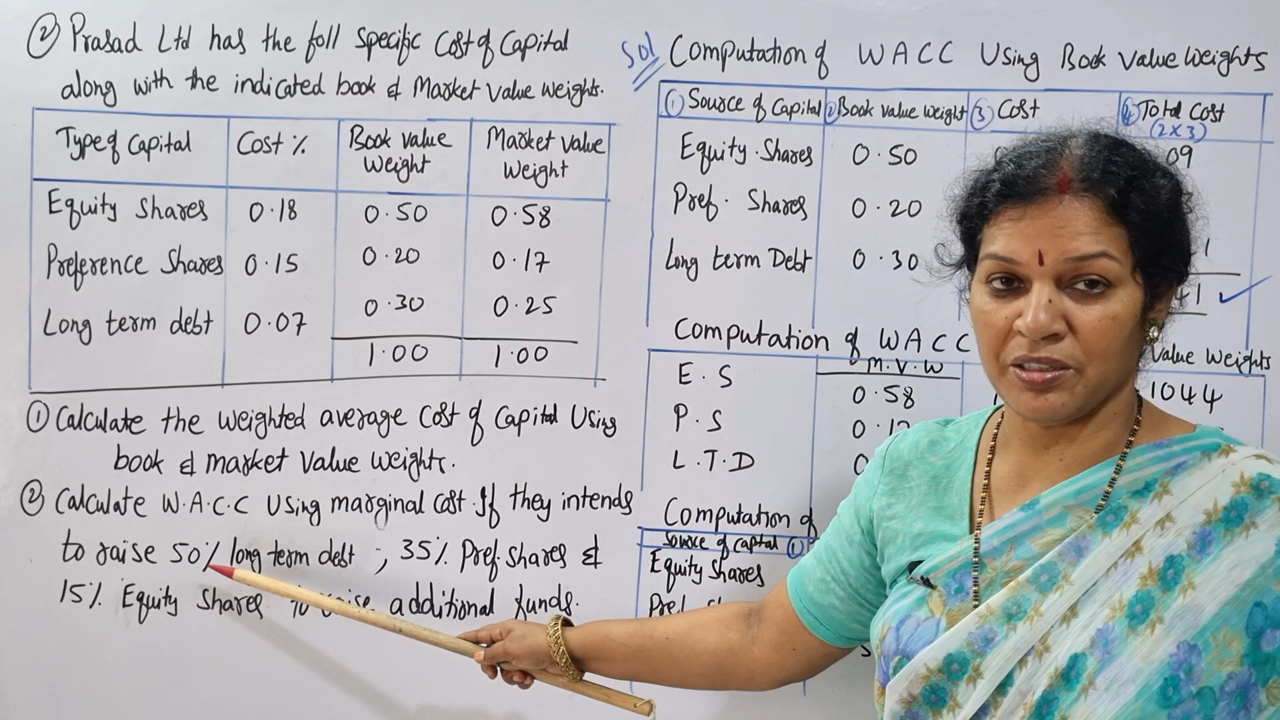 ② Prasad Ltd has the foll specific Cost of Capital
along with the indicated book & Market value weights.
Type of Capital Cost % Book value Weight Market value Weight
Equity Shares 0.18 0.50 0.58
Preference Shares 0.15 0.20 0.17
Long term debt 0.07 0.30 0.25
1.00 1.00
① Calculate the weighted average Cost of Capital Using
book & market value weights.
② Calculate W.A.C.C Using marginal cost. If they intends
to raise 50% long term debt ; 35% Pref. shares &
15% Equity Shares to raise additional funds.
Sol Computation of WACC Using Book Value Weights
① Source of Capital ② Book value Weight ③ Cost ④ Total Cost (2×3)
Equity Shares 0.50 09
Pref. Shares 0.20
Long term Debt 0.30 1
41
Computation of WACC Value Weights
M.V.W
E.S 0.58 1044
P.S
L.T.D
Computation of
Source of capital ①
Equity Shares